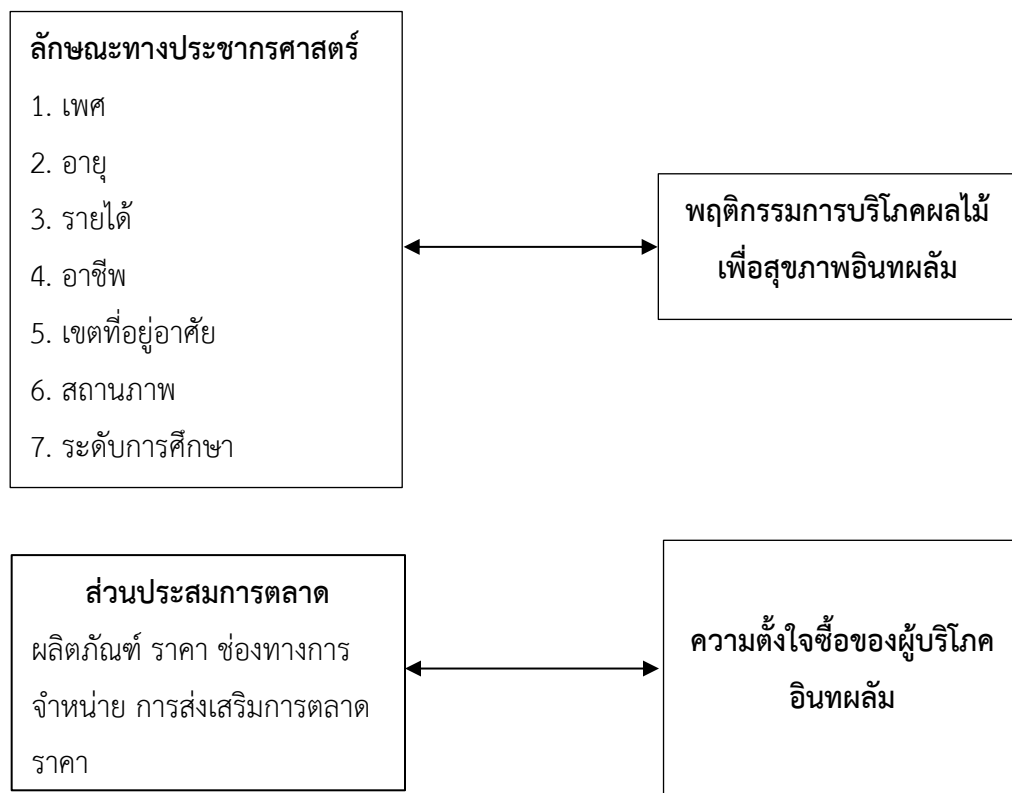 ลักษณะทางประชากรศาสตร์
1. เพศ
2. อายุ
3. รายได้
4. อาชีพ
5. เขตที่อยู่อาศัย
6. สถานภาพ
7. ระดับการศึกษา
พฤติกรรมการบริโภคผลไม้
เพื่อสุขภาพอินทผลัม
ส่วนประสมการตลาด
ผลิตภัณฑ์ ราคา ช่องทางการ
จำหน่าย การส่งเสริมการตลาด
ราคา
ความตั้งใจซื้อของผู้บริโภค
อินทผลัม